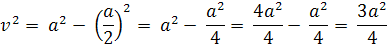 v² = a² − (a/2)² = a² − a²/4 = 4a²/4 − a²/4 = 3a²/4